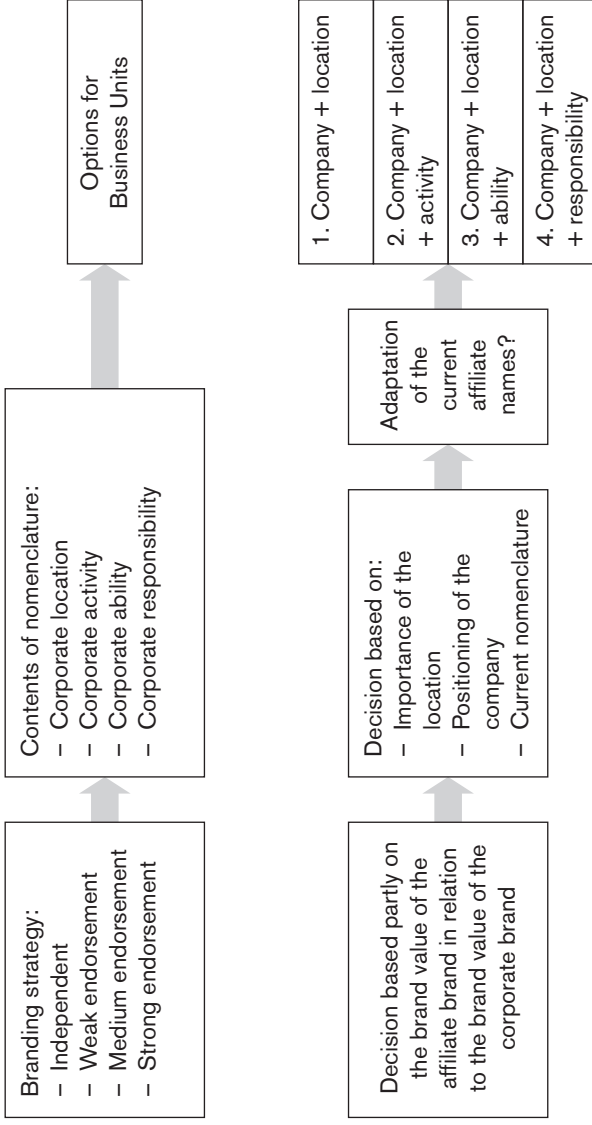 Branding strategy:
– Independent
– Weak endorsement
– Medium endorsement
– Strong endorsement
Contents of nomenclature:
– Corporate location
– Corporate activity
– Corporate ability
– Corporate responsibility
Options for
Business Units
Decision based partly on
the brand value of the
affiliate brand in relation
to the brand value of the
corporate brand
Decision based on:
– Importance of the
location
– Positioning of the
company
– Current nomenclature
Adaptation
of the
current
affiliate
names?
1. Company + location
2. Company + location
+ activity
3. Company + location
+ ability
4. Company + location
+ responsibility